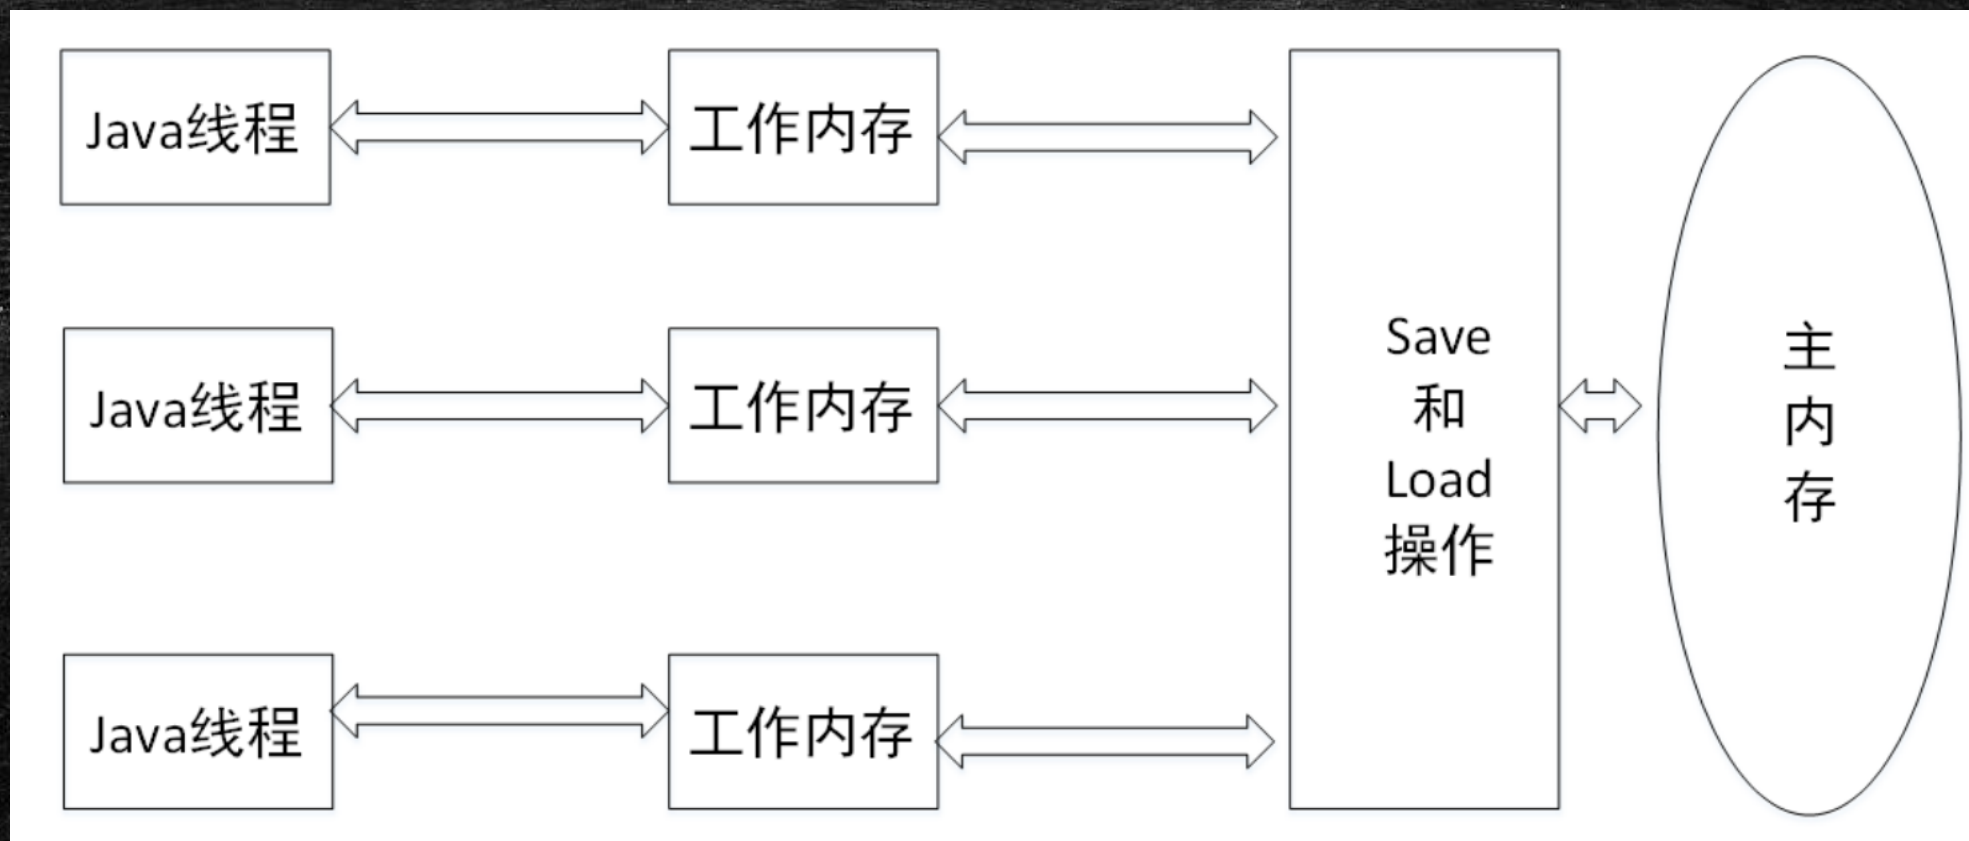 Java线程
工作内存
Java线程
工作内存
Java线程
工作内存
Save
和
Load
操作
主
内
存